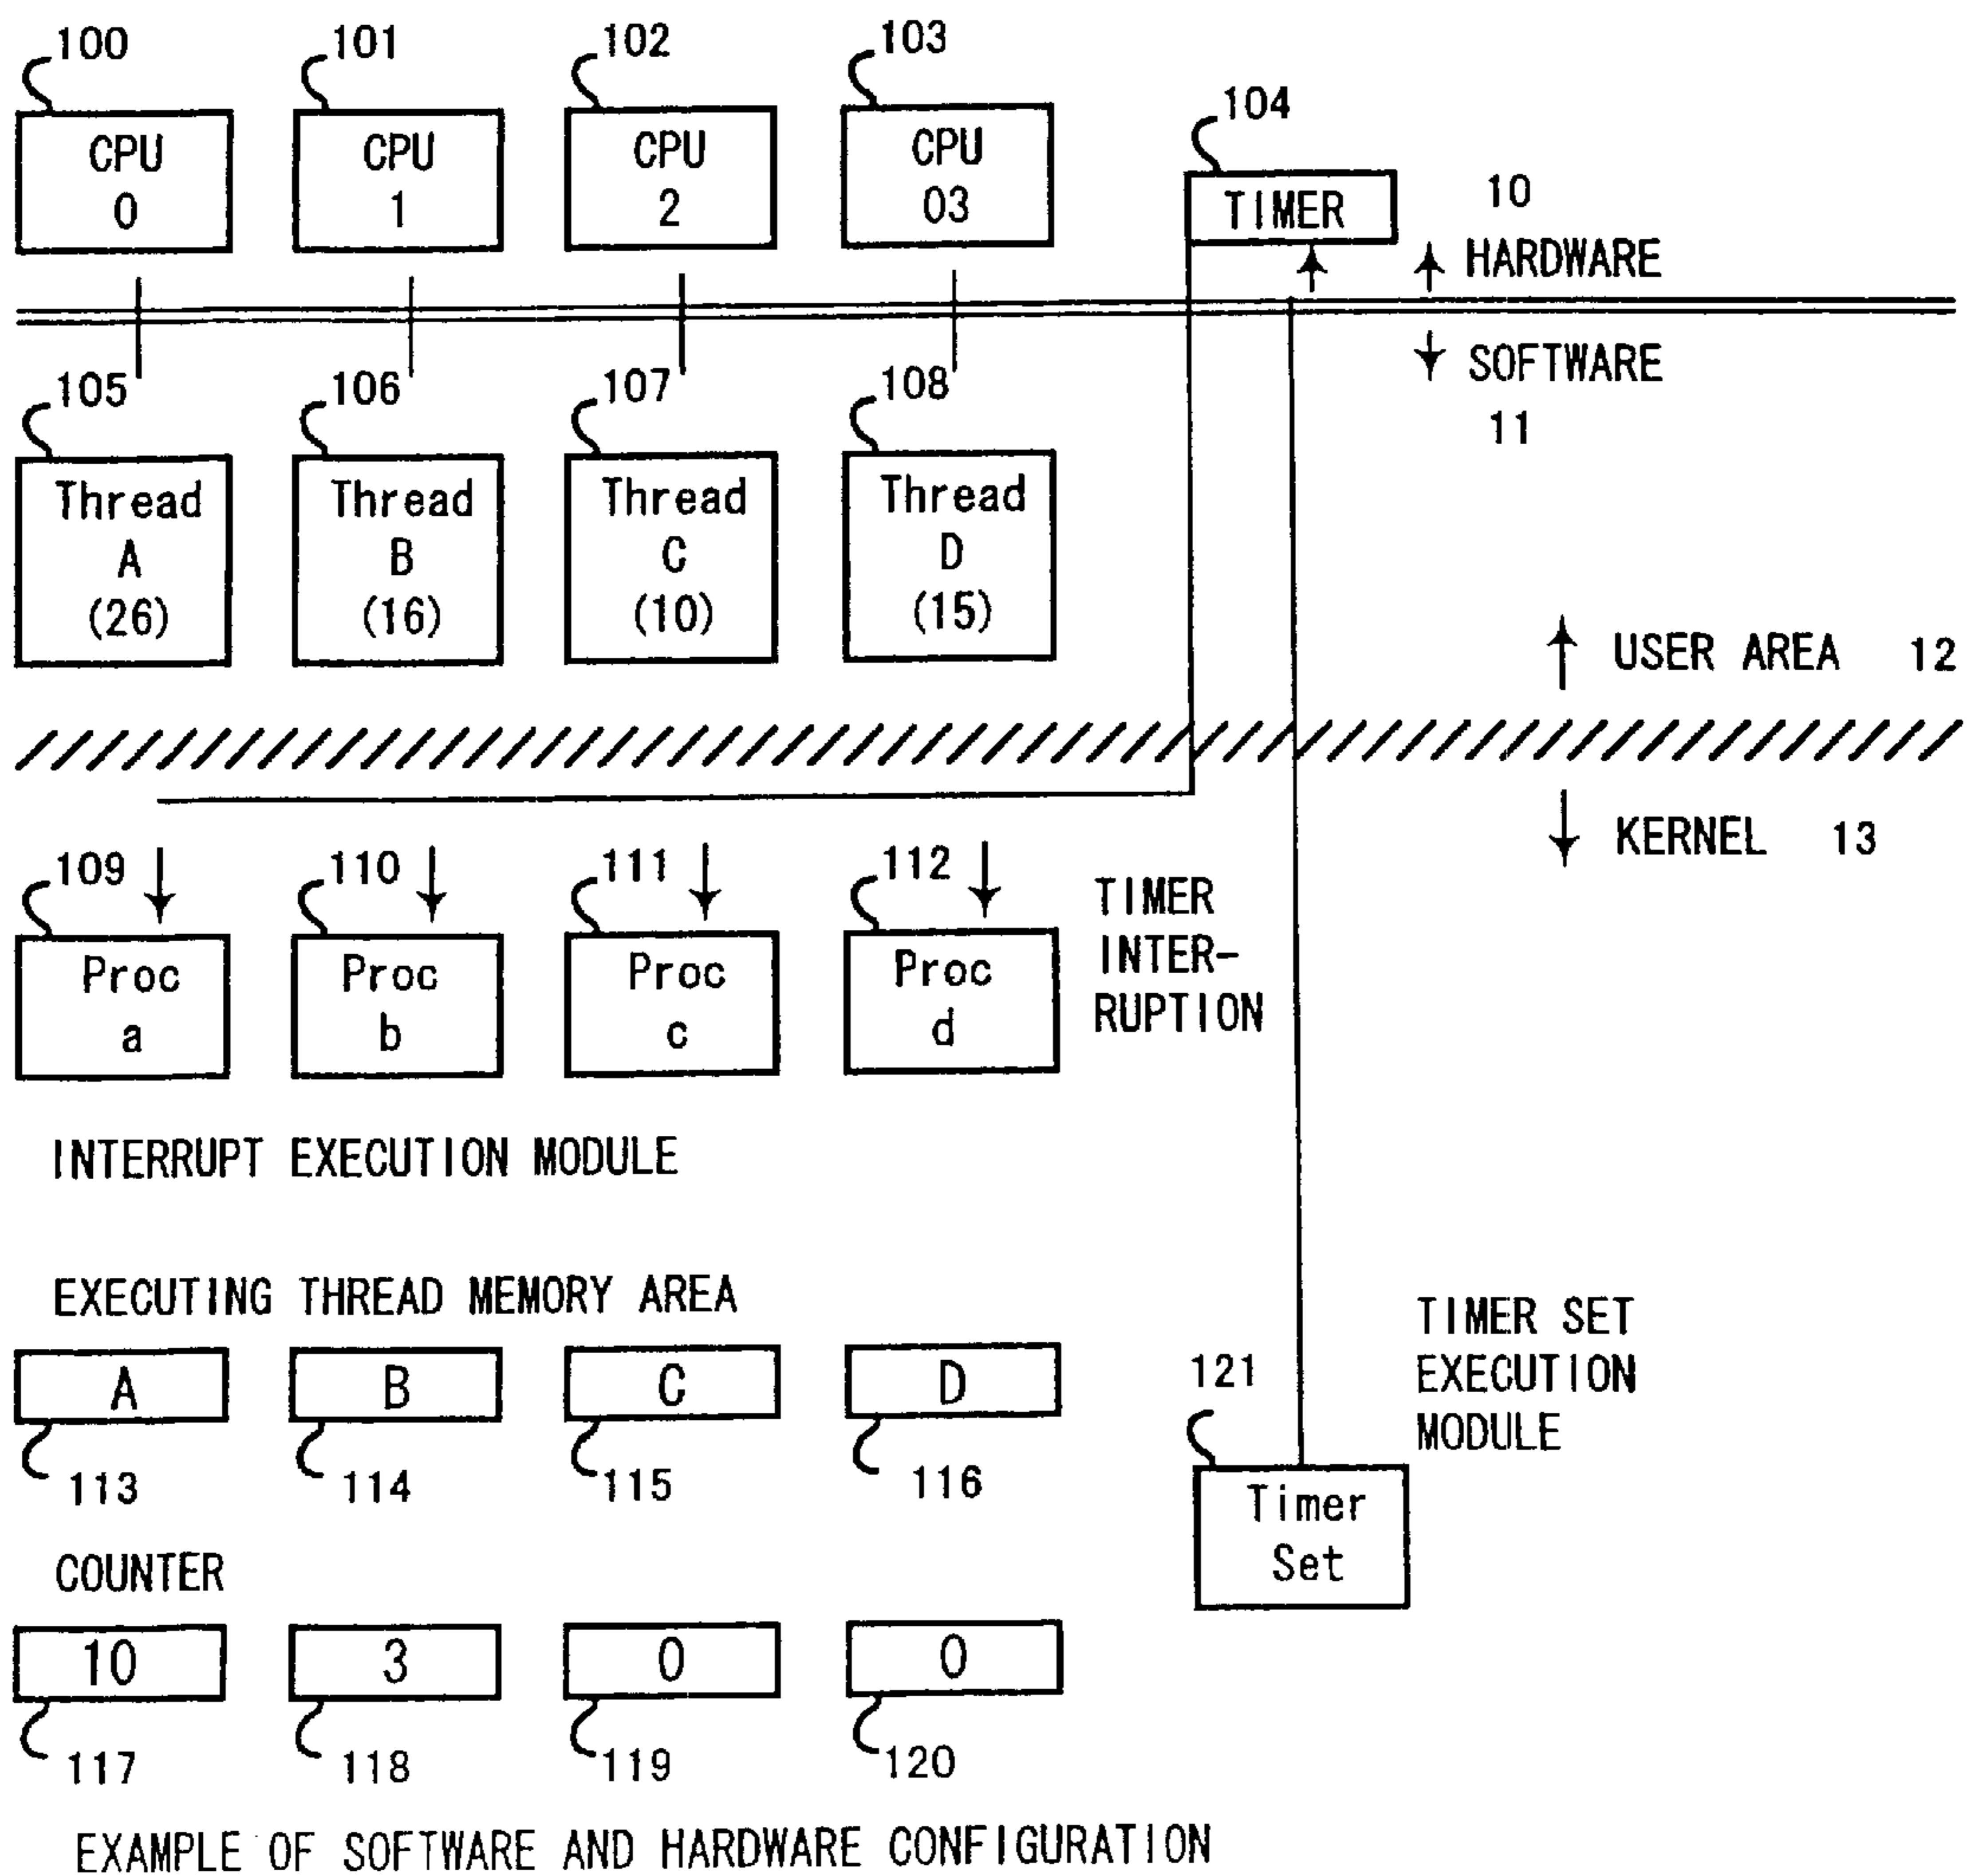 100
101
102
103
CPU
0
CPU
1
CPU
2
CPU
03
104
TIMER
10
HARDWARE
SOFTWARE
11
105
106
107
108
Thread
A
(26)
Thread
B
(16)
Thread
C
(10)
Thread
D
(15)
USER AREA 12
KERNEL 13
109
110
111
112
Proc
a
Proc
b
Proc
c
Proc
d
TIMER
INTER-
RUPTION
INTERRUPT EXECUTION MODULE
EXECUTING THREAD MEMORY AREA
A
B
C
D
113
114
115
116
121
TIMER SET
EXECUTION
MODULE
Timer
Set
COUNTER
10
3
0
0
117
118
119
120
EXAMPLE OF SOFTWARE AND HARDWARE CONFIGURATION